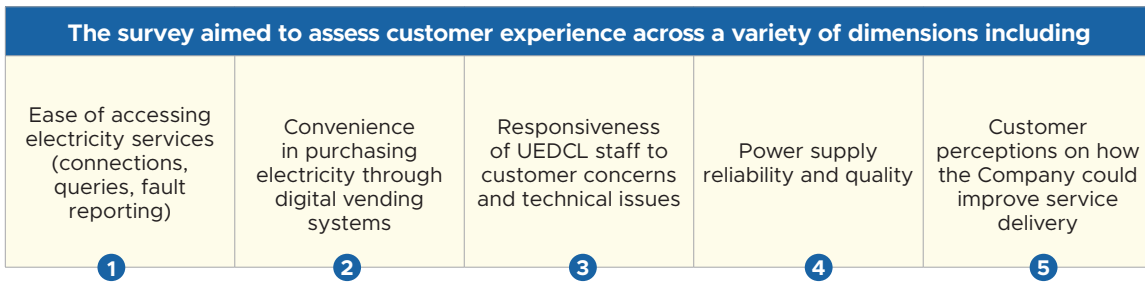 The survey aimed to assess customer experience across a variety of dimensions including
Ease of accessing
electricity services
(connections,
queries, fault
reporting)
1
Convenience
in purchasing
electricity through
digital vending
systems
2
Responsiveness
of UEDCL staff to
customer concerns
and technical issues
3
Power supply
reliability and quality
4
Customer
perceptions on how
the Company could
improve service
delivery
5